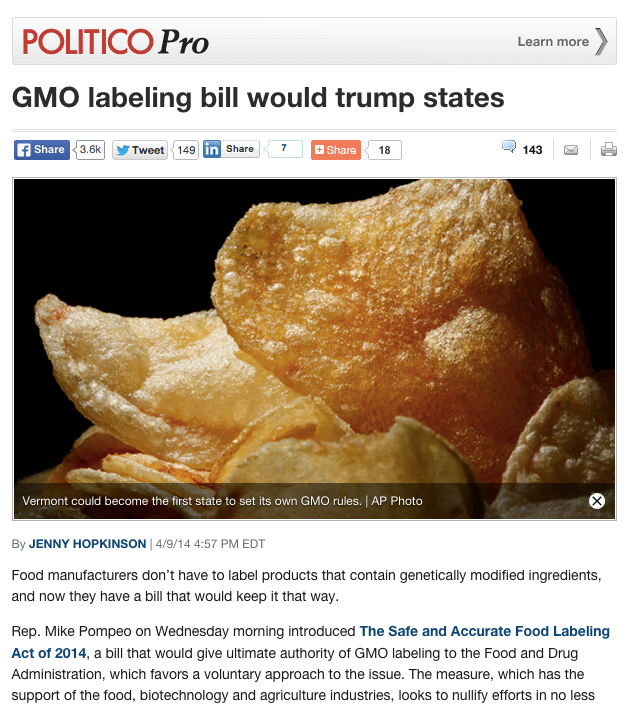 POLITICO Pro
Learn more
GMO labeling bill would trump states
Share 3.6k Tweet 149 in Share 7 Share 18 143
Vermont could become the first state to set its own GMO rules. | AP Photo
By JENNY HOPKINSON | 4/9/14 4:57 PM EDT
Food manufacturers don’t have to label products that contain genetically modified ingredients,
and now they have a bill that would keep it that way.
Rep. Mike Pompeo on Wednesday morning introduced The Safe and Accurate Food Labeling
Act of 2014, a bill that would give ultimate authority of GMO labeling to the Food and Drug
Administration, which favors a voluntary approach to the issue. The measure, which has the
support of the food, biotechnology and agriculture industries, looks to nullify efforts in no less